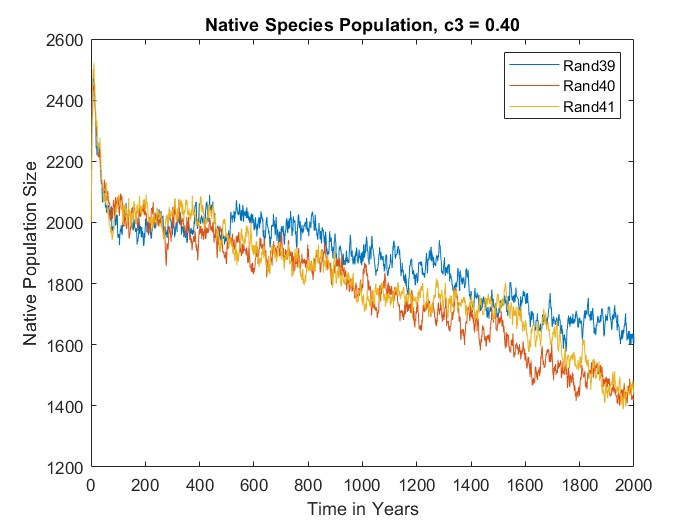 Native Species Population, c3 = 0.40
2600
2400
2200
2000
1800
1600
1400
1200
Native Population Size
Rand39
Rand40
Rand41
0 200 400 600 800 1000 1200 1400 1600 1800 2000
Time in Years